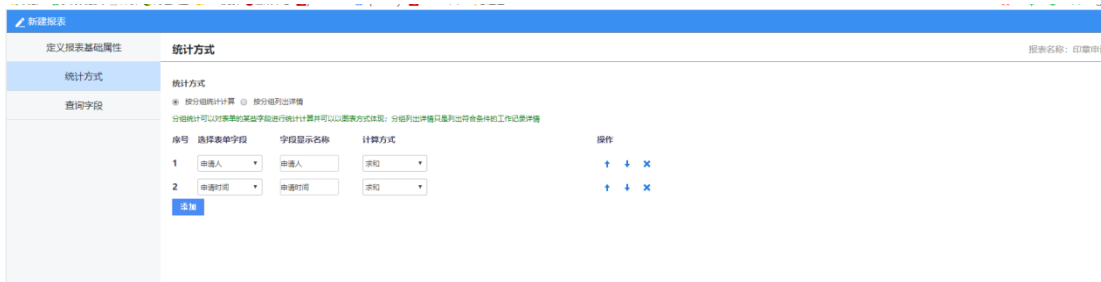 新建报表
定义报表基础属性
统计方式
查询字段
统计方式
报表名称：印章申
统计方式
按分组统计计算 按分组列出详情
分组统计可以对表单的某些字段进行统计计算并可以以图表方式体现；分组列出详情只是列出符合条件的工作记录详情
序号 选择表单字段 字段显示名称 计算方式 操作
1 申请人 申请人 求和
2 申请时间 申请时间 求和
添加